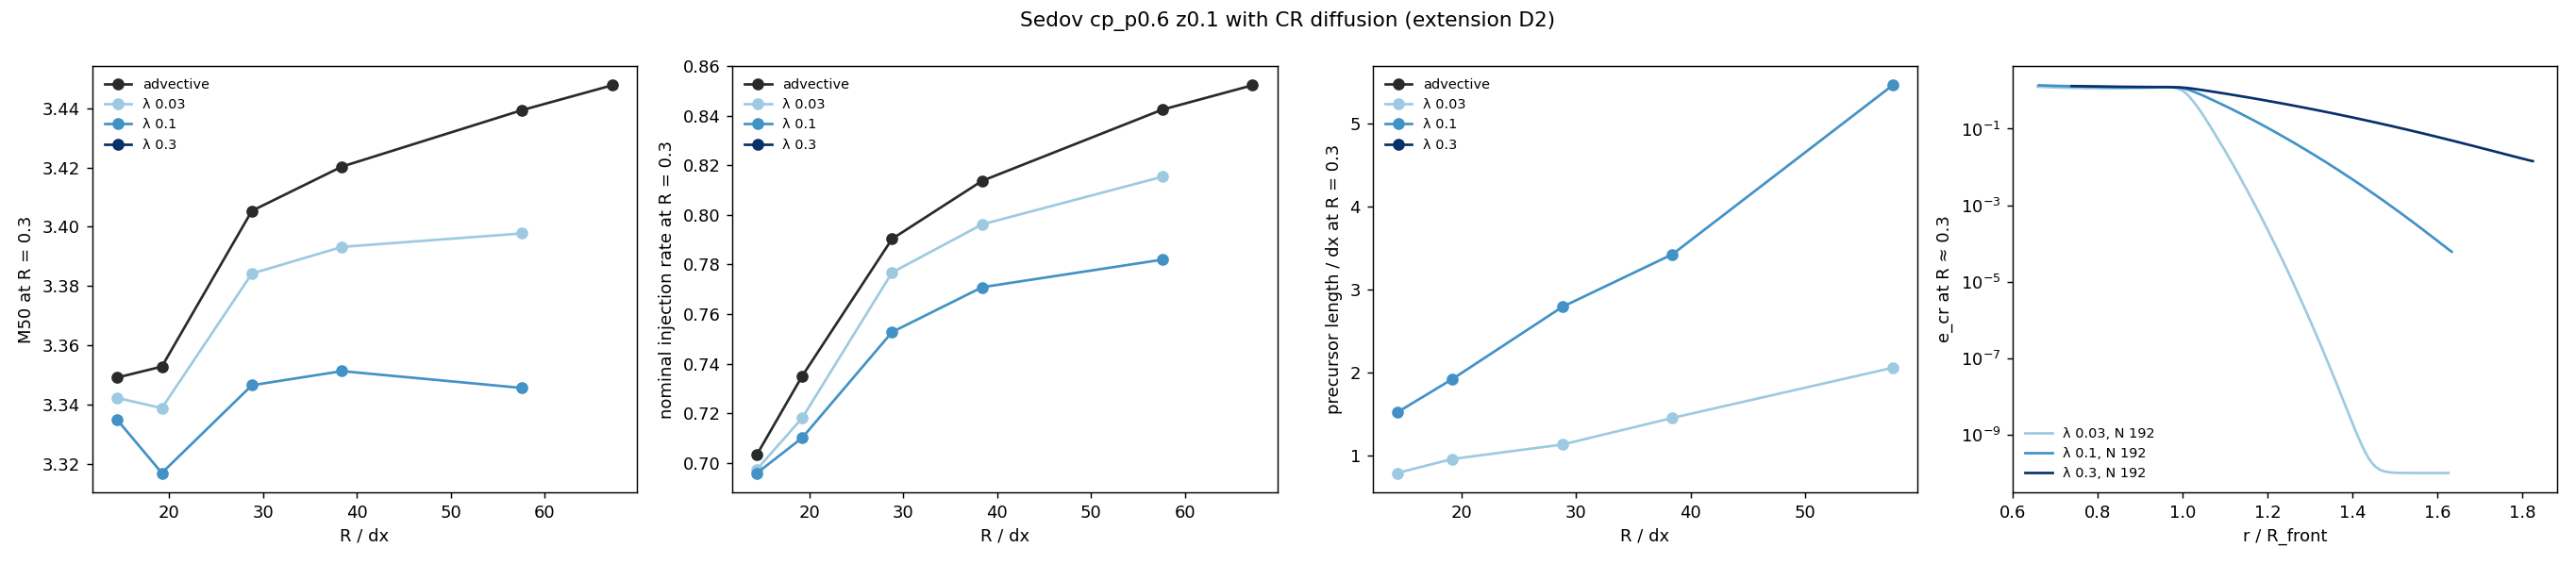 Sedov cp_p0.6 z0.1 with CR diffusion (extension D2)
M50 at R = 0.3
3.44
3.42
3.40
3.38
3.36
3.34
3.32
advective
λ 0.03
λ 0.1
λ 0.3
20 30 40 50 60
R / dx
nominal injection rate at R = 0.3
0.86
0.84
0.82
0.80
0.78
0.76
0.74
0.72
0.70
advective
λ 0.03
λ 0.1
λ 0.3
20 30 40 50 60
R / dx
precursor length / dx at R = 0.3
5
4
3
2
1
advective
λ 0.03
λ 0.1
λ 0.3
20 30 40 50
R / dx
e_cr at R ≈ 0.3
10⁻¹
10⁻³
10⁻⁵
10⁻⁷
10⁻⁹
λ 0.03, N 192
λ 0.1, N 192
λ 0.3, N 192
0.6 0.8 1.0 1.2 1.4 1.6 1.8
r / R_front